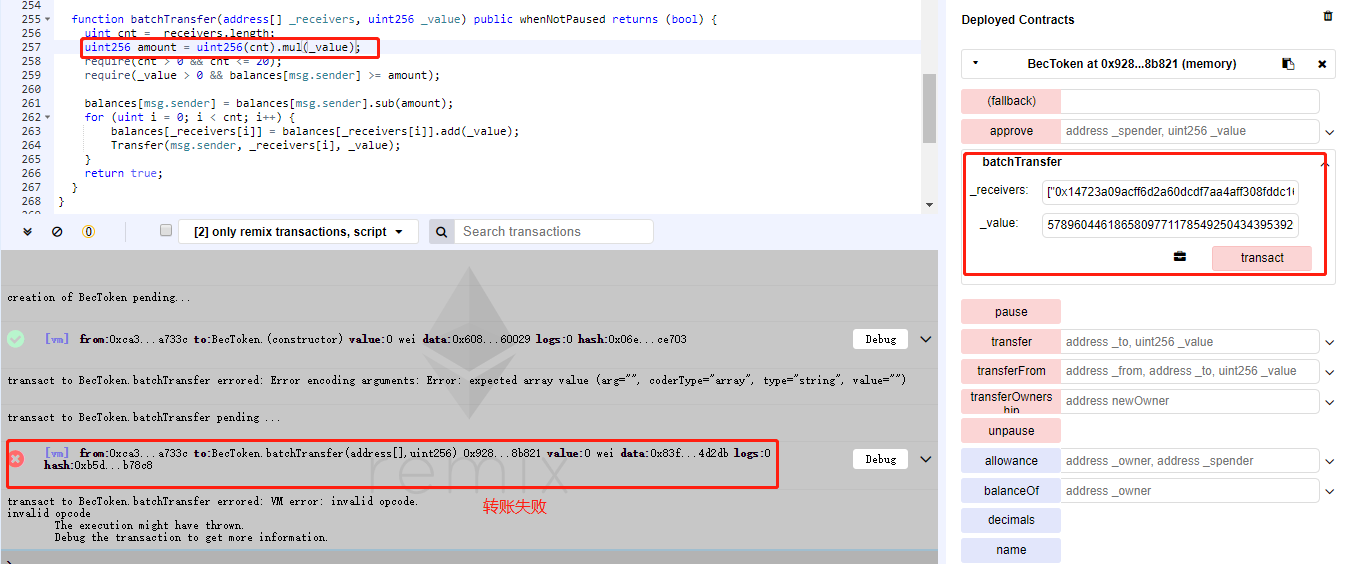 254
255 function batchTransfer(address[] _receivers, uint256 _value) public whenNotPaused returns (bool) {
256 uint cnt = _receivers.length;
257 uint256 amount = uint256(cnt).mul(_value);
258 require(cnt > 0 && cnt <= 20);
259 require(_value > 0 && balances[msg.sender] >= amount);
260
261 balances[msg.sender] = balances[msg.sender].sub(amount);
262 for (uint i = 0; i < cnt; i++) {
263 balances[_receivers[i]] = balances[_receivers[i]].add(_value);
264 Transfer(msg.sender, _receivers[i], _value);
265 }
266 return true;
267 }
268 }
0
[2] only remix transactions, script
Search transactions
creation of BecToken pending...
[vm] from:0xca3...a733c to:BecToken.(constructor) value:0 wei data:0x608...60029 logs:0 hash:0x06e...ce703
Debug
transact to BecToken.batchTransfer errored: Error encoding arguments: Error: expected array value (arg="", coderType="array", type="string", value="")
transact to BecToken.batchTransfer pending ...
[vm] from:0xca3...a733c to:BecToken.batchTransfer(address[],uint256) 0x928...8b821 value:0 wei data:0x83f...4d2db logs:0
hash:0xb5d...b78c8
Debug
remix
transact to BecToken.batchTransfer errored: VM error: invalid opcode.
invalid opcode
The execution might have thrown.
Debug the transaction to get more information.
转账失败
Deployed Contracts
BecToken at 0x928...8b821 (memory)
(fallback)
approve address _spender, uint256 _value
batchTransfer
_receivers: ["0x14723a09acff6d2a60dcdf7aa4aff308fddc16
_value: 5789604461865809771178549250434395392
transact
pause
transfer address _to, uint256 _value
transferFrom address _from, address _to, uint256 _value
transferOwners
hip address newOwner
unpause
allowance address _owner, address _spender
balanceOf address _owner
decimals
name